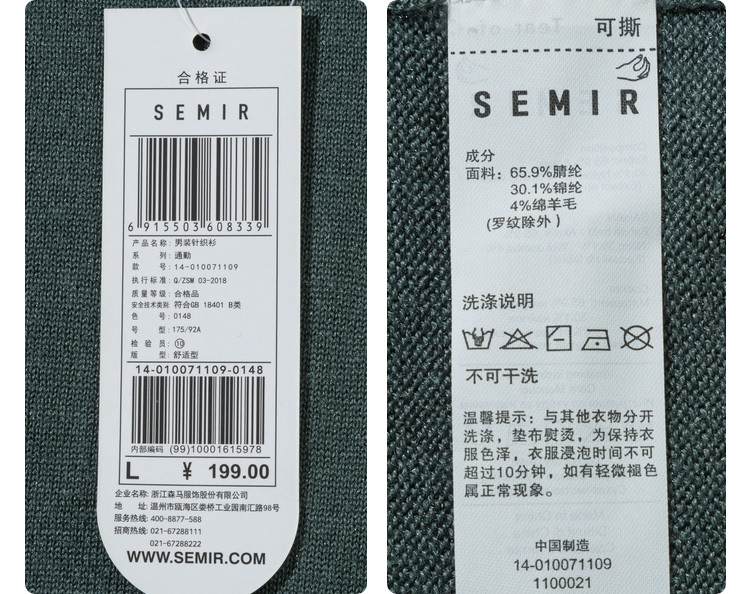 合格证
SEMIR
6 915503 608339
产品名称: 男装针织衫
系 列: 通勤
款 号: 14-010071109
执行标准: Q/ZSM 03-2018
质量等级: 合格品
安全技术类别: 符合GB 18401 B类
色 号: 0148
号 型: 175/92A
检 验 员: ⑩
版 型: 舒适型
14-010071109-0148
内部编码 (99)10001615978
L ¥ 199.00
企业名称: 浙江森马服饰股份有限公司
地 址: 温州市瓯海区娄桥工业园南汇路98号
服务热线: 400-8877-588
招商热线: 021-67288111
021-67288222
WWW.SEMIR.COM
可撕
SEMIR
成分
面料: 65.9%腈纶
30.1%锦纶
4%绵羊毛
(罗纹除外)
洗涤说明
不可干洗
温馨提示: 与其他衣物分开
洗涤, 垫布熨烫, 为保持衣
服色泽, 衣服浸泡时间不可
超过10分钟, 如有轻微褪色
属正常现象。
中国制造
14-010071109
1100021